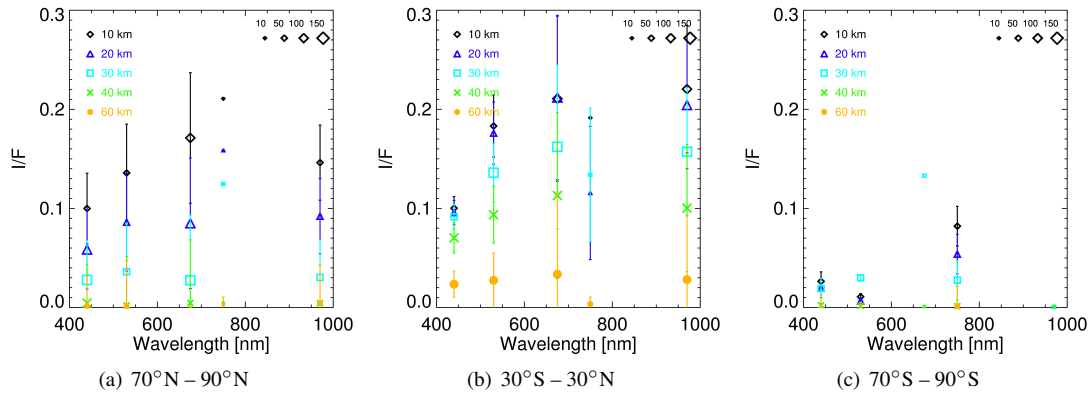 0.3
0.2
0.1
0.0
I/F
10 50 100 150
10 km
20 km
30 km
40 km
60 km
400 600 800 1000
Wavelength [nm]
(a) 70°N – 90°N
0.3
0.2
0.1
0.0
I/F
10 50 100 150
10 km
20 km
30 km
40 km
60 km
400 600 800 1000
Wavelength [nm]
(b) 30°S – 30°N
0.3
0.2
0.1
0.0
I/F
10 50 100 150
10 km
20 km
30 km
40 km
60 km
400 600 800 1000
Wavelength [nm]
(c) 70°S – 90°S